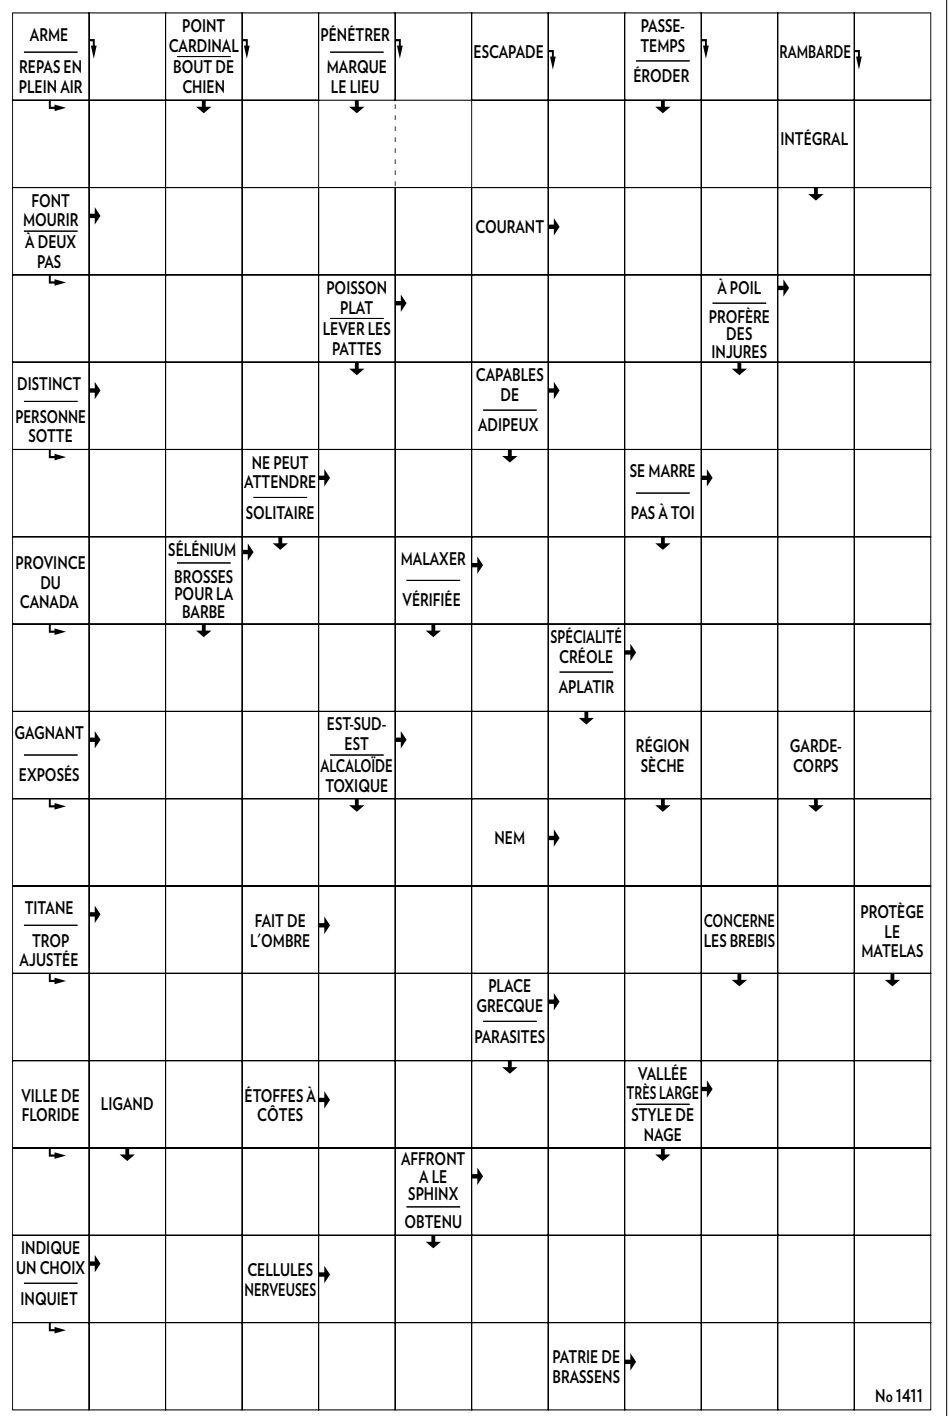 ARME
REPAS EN
PLEIN AIR
POINT
CARDINAL
BOUT DE
CHIEN
PÉNÉTRER
MARQUE
LE LIEU
ESCAPADE
PASSE-
TEMPS
ÉRODER
RAMBARDE
INTÉGRAL
FONT
MOURIR
À DEUX
PAS
COURANT
POISSON
PLAT
LEVER LES
PATTES
À POIL
PROFÈRE
DES
INJURES
DISTINCT
PERSONNE
SOTTE
CAPABLES
DE
ADIPEUX
NE PEUT
ATTENDRE
SOLITAIRE
SE MARRE
PAS À TOI
PROVINCE
DU
CANADA
SÉLÉNIUM
BROSSES
POUR LA
BARBE
MALAXER
VÉRIFIÉE
SPÉCIALITÉ
CRÉOLE
APLATIR
GAGNANT
EXPOSÉS
EST-SUD-
EST
ALCALOÏDE
TOXIQUE
RÉGION
SÈCHE
GARDE-
CORPS
NEM
TITANE
TROP
AJUSTÉE
FAIT DE
L'OMBRE
CONCERNE
LES BREBIS
PROTÈGE
LE
MATELAS
PLACE
GRECQUE
PARASITES
VILLE DE
FLORIDE
LIGAND
ÉTOFFES À
CÔTES
VALLÉE
TRÈS LARGE
STYLE DE
NAGE
AFFRONT
A LE
SPHINX
OBTENU
INDIQUE
UN CHOIX
INQUIET
CELLULES
NERVEUSES
PATRIE DE
BRASSENS
No 1411